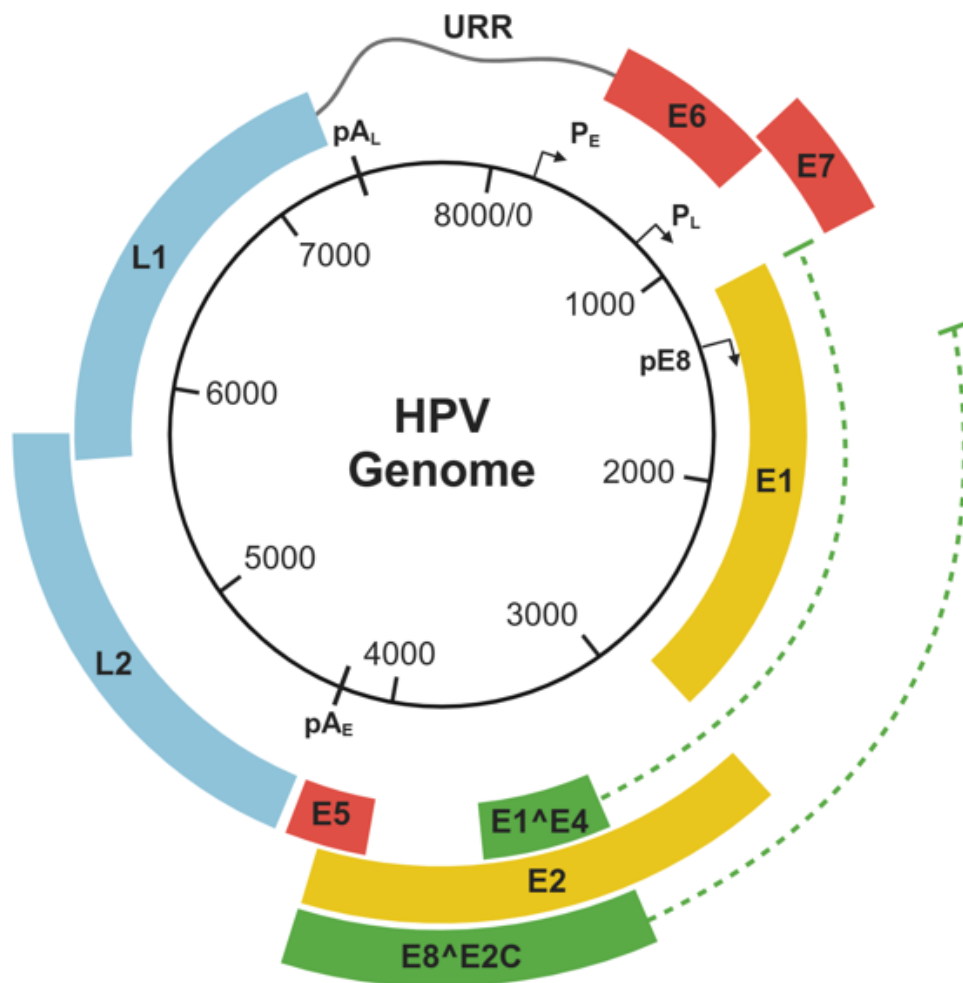 URR
E6
pAL
PE
E7
8000/0
PL
7000
L1
1000
pE8
6000
HPV
Genome
2000
E1
5000
3000
4000
L2
pAE
E5
E1^E4
E2
E8^E2C